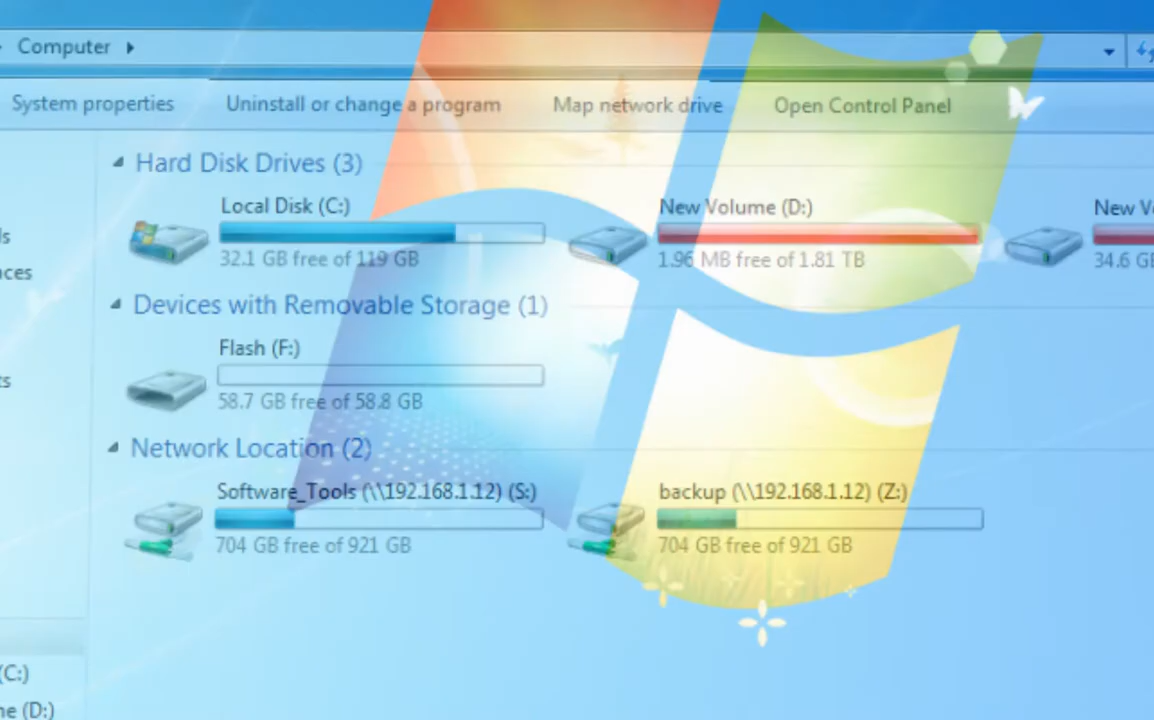 Computer
System properties Uninstall or change a program Map network drive Open Control Panel
Hard Disk Drives (3)
Local Disk (C:) New Volume (D:) New
32.1 GB free of 119 GB 1.96 MB free of 1.81 TB 34.6
Devices with Removable Storage (1)
Flash (F:)
58.7 GB free of 58.8 GB
Network Location (2)
Software_Tools (\\192.168.1.12) (S:) backup (\\192.168.1.12) (Z:)
704 GB free of 921 GB 704 GB free of 921 GB
(C:)
(D:)